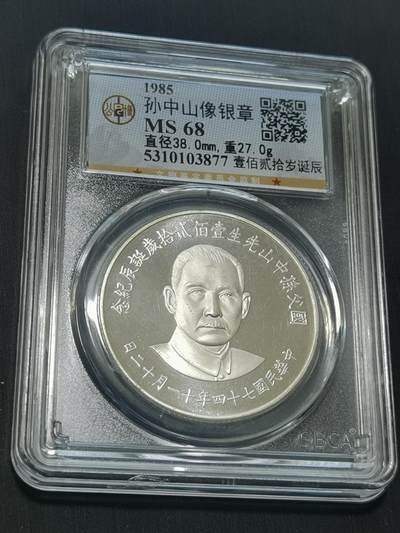 1985
孙中山像银章
MS 68
直径38.0mm,重27.0g
5310103877 壹佰贰拾岁诞辰
國父孫中山先生壹佰貳拾歲誕辰紀念
中華民國七十四年十一月十二日
GBCA